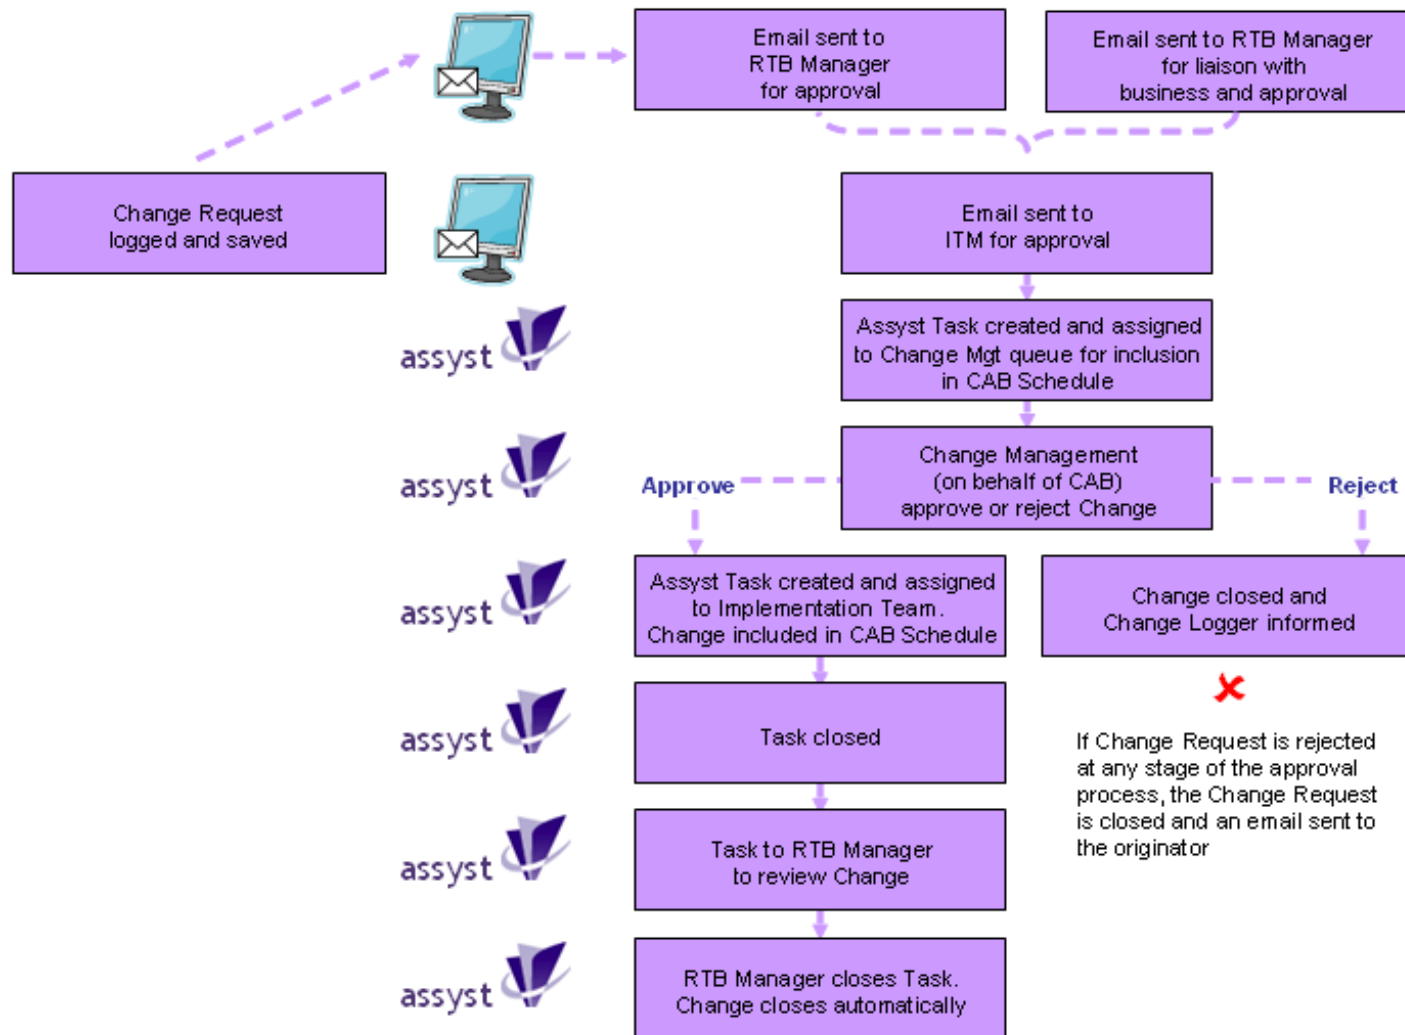 Email sent to
RTB Manager
for approval
Email sent to RTB Manager
for liaison with
business and approval
Change Request
logged and saved
Email sent to
ITM for approval
assyst
Assyst Task created and assigned
to Change Mgt queue for inclusion
in CAB Schedule
assyst
Approve
Change Management
(on behalf of CAB)
approve or reject Change
Reject
assyst
Assyst Task created and assigned
to Implementation Team.
Change included in CAB Schedule
Change closed and
Change Logger informed
assyst
Task closed
If Change Request is rejected
at any stage of the approval
process, the Change Request
is closed and an email sent to
the originator
assyst
Task to RTB Manager
to review Change
assyst
RTB Manager closes Task.
Change closes automatically